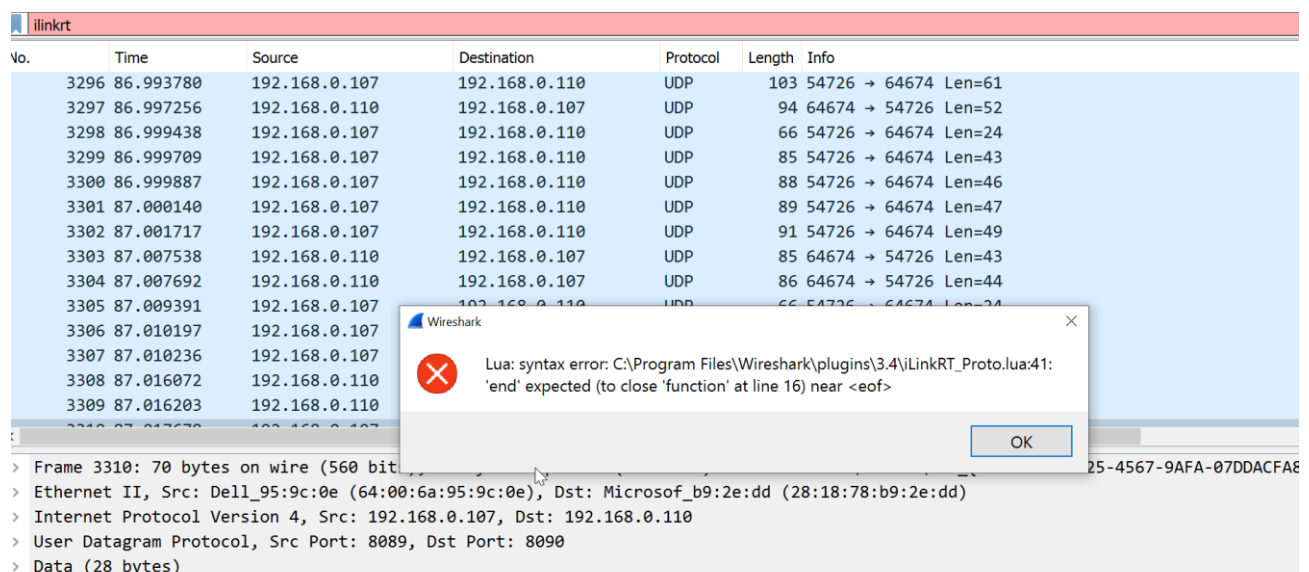 ilinkrt
No. Time Source Destination Protocol Length Info
3296 86.993780 192.168.0.107 192.168.0.110 UDP 103 54726 → 64674 Len=61
3297 86.997256 192.168.0.110 192.168.0.107 UDP 94 64674 → 54726 Len=52
3298 86.999438 192.168.0.107 192.168.0.110 UDP 66 54726 → 64674 Len=24
3299 86.999709 192.168.0.107 192.168.0.110 UDP 85 54726 → 64674 Len=43
3300 86.999887 192.168.0.107 192.168.0.110 UDP 88 54726 → 64674 Len=46
3301 87.000140 192.168.0.107 192.168.0.110 UDP 89 54726 → 64674 Len=47
3302 87.001717 192.168.0.107 192.168.0.110 UDP 91 54726 → 64674 Len=49
3303 87.007538 192.168.0.110 192.168.0.107 UDP 85 64674 → 54726 Len=43
3304 87.007692 192.168.0.110 192.168.0.107 UDP 86 64674 → 54726 Len=44
3305 87.009391 192.168.0.107 192.168.0.110 UDP 66 54726 → 64674 Len=24
3306 87.010197 192.168.0.107
3307 87.010236 192.168.0.107
3308 87.016072 192.168.0.110
3309 87.016203 192.168.0.110
Wireshark
Lua: syntax error: C:\Program Files\Wireshark\plugins\3.4\iLinkRT_Proto.lua:41:
'end' expected (to close 'function' at line 16) near <eof>
OK
> Frame 3310: 70 bytes on wire (560 bit 25-4567-9AFA-07DDACFA8
> Ethernet II, Src: Dell_95:9c:0e (64:00:6a:95:9c:0e), Dst: Microsof_b9:2e:dd (28:18:78:b9:2e:dd)
> Internet Protocol Version 4, Src: 192.168.0.107, Dst: 192.168.0.110
> User Datagram Protocol, Src Port: 8089, Dst Port: 8090
> Data (28 bytes)